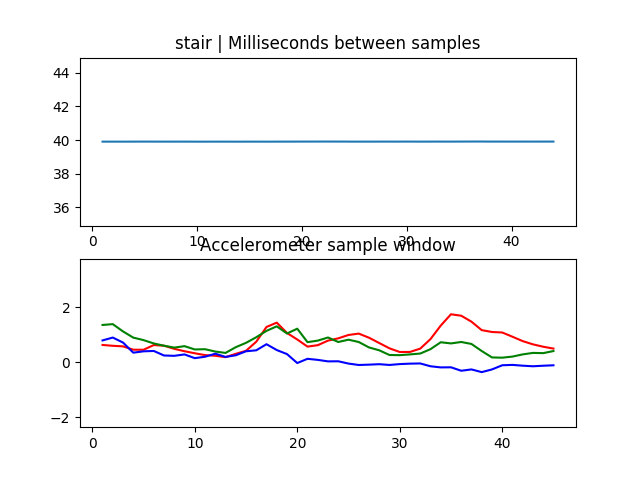 stair | Milliseconds between samples
44
42
40
38
36
0 10 20 30 40
Accelerometer sample window
2
0
−2
0 10 20 30 40